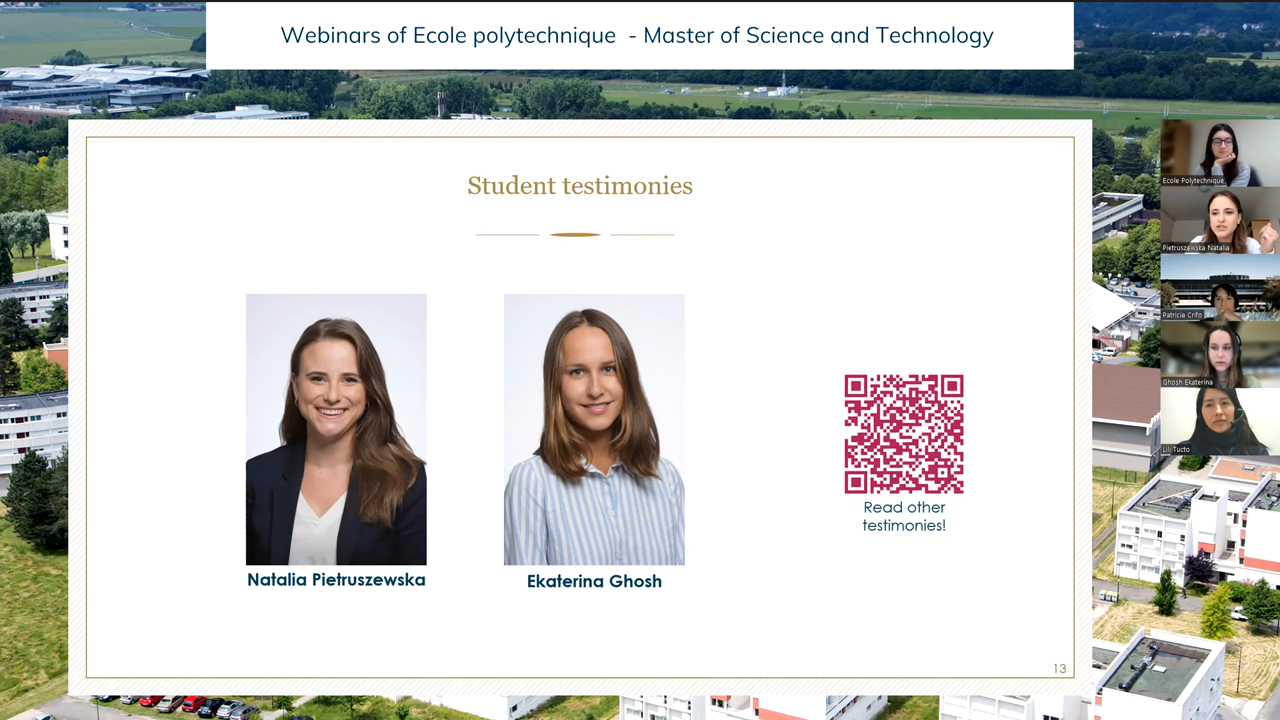 Webinars of Ecole polytechnique - Master of Science and Technology
Student testimonies
Natalia Pietruszewska
Ekaterina Ghosh
Read other
testimonies!
13
Ecole Polytechnique
Pietruszewska Natalia
Patricia Crifo
Ghosh Ekaterina
Lili Tucto